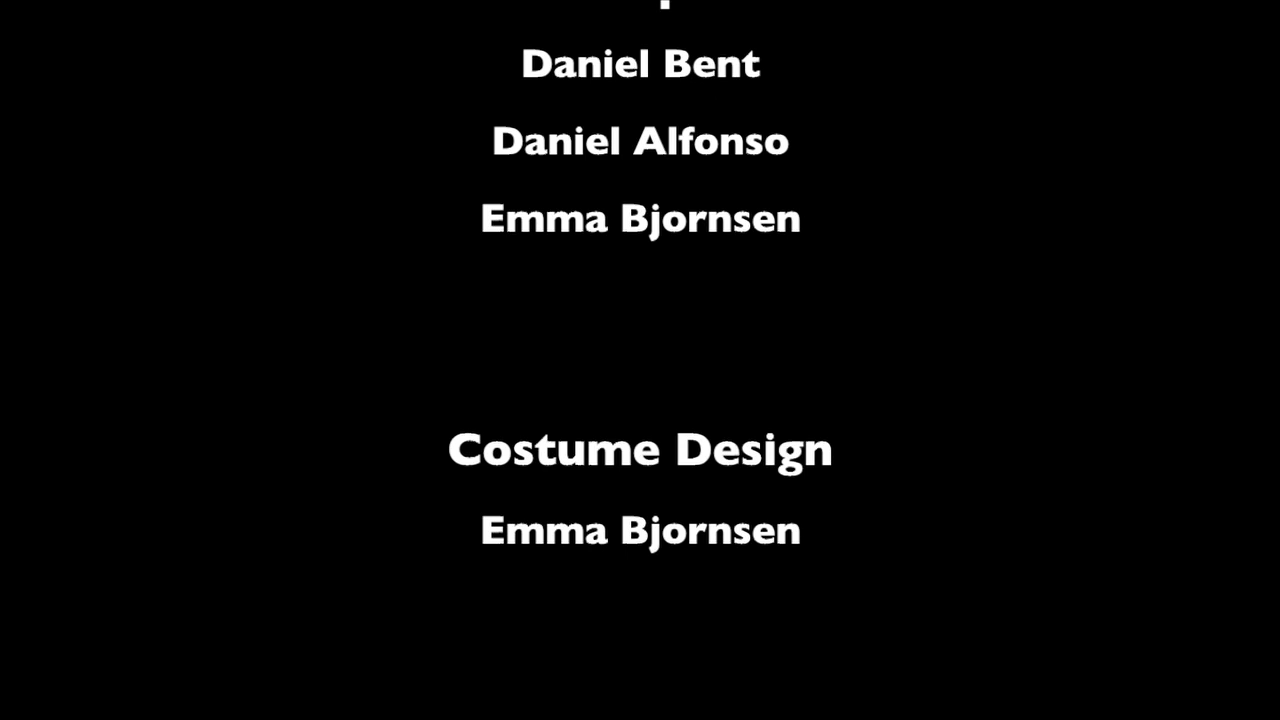 Daniel Bent
Daniel Alfonso
Emma Bjornsen
Costume Design
Emma Bjornsen